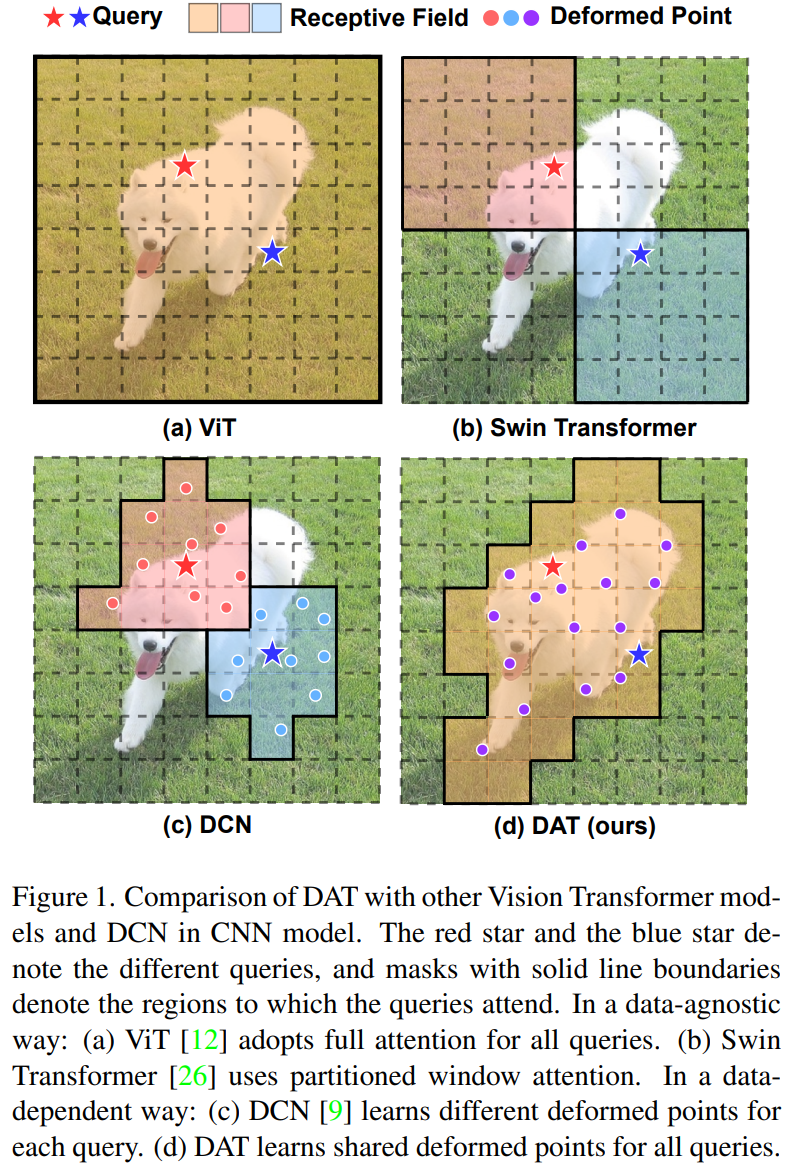 Query Receptive Field Deformed Point
(a) ViT (b) Swin Transformer
(c) DCN (d) DAT (ours)
Figure 1. Comparison of DAT with other Vision Transformer mod-
els and DCN in CNN model. The red star and the blue star de-
note the different queries, and masks with solid line boundaries
denote the regions to which the queries attend. In a data-agnostic
way: (a) ViT [12] adopts full attention for all queries. (b) Swin
Transformer [26] uses partitioned window attention. In a data-
dependent way: (c) DCN [9] learns different deformed points for
each query. (d) DAT learns shared deformed points for all queries.